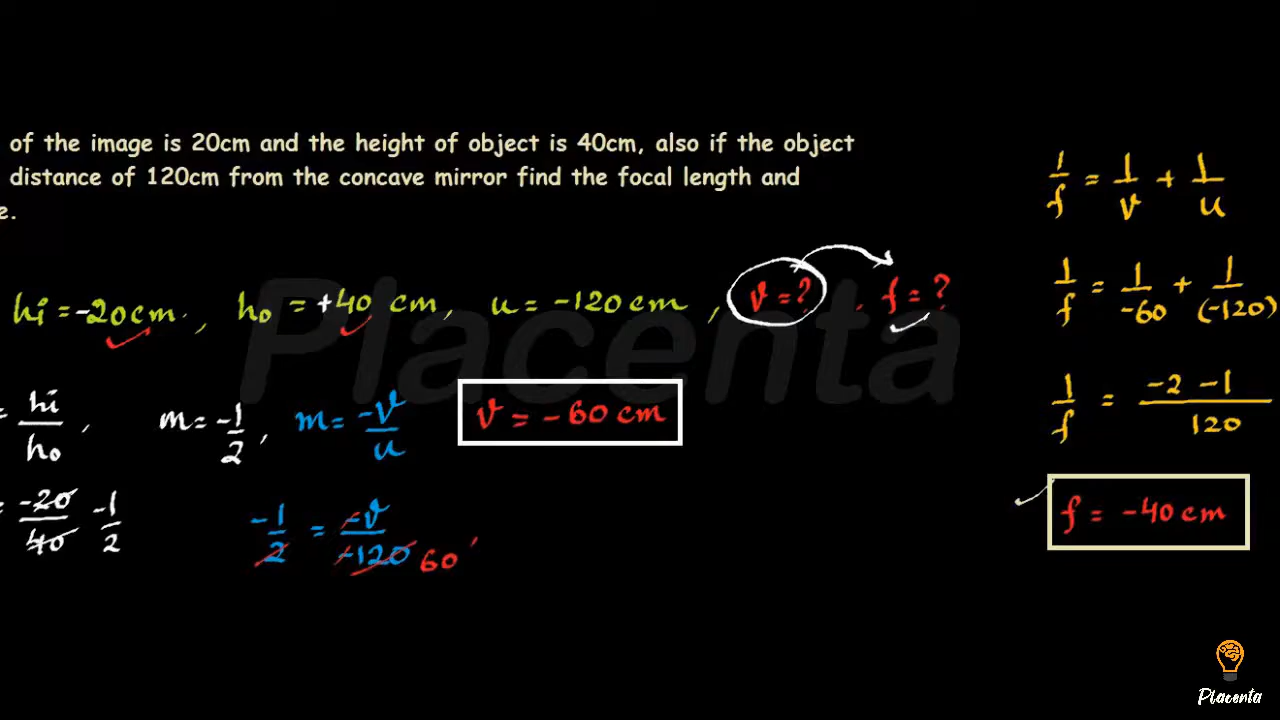 of the image is 20cm and the height of object is 40cm, also if the object
distance of 120cm from the concave mirror find the focal length and
e.
hi = -20cm, ho = +40 cm, u = -120cm, v = ?, f = ?
= hi/ho, m = -1/2, m = -v/u
v = -60 cm
= -20/40 -1/2
-1/2 = -v/-120 60
1/f = 1/v + 1/u
1/f = 1/-60 + 1/(-120)
1/f = -2 -1/120
f = -40 cm
Placenta
Placenta